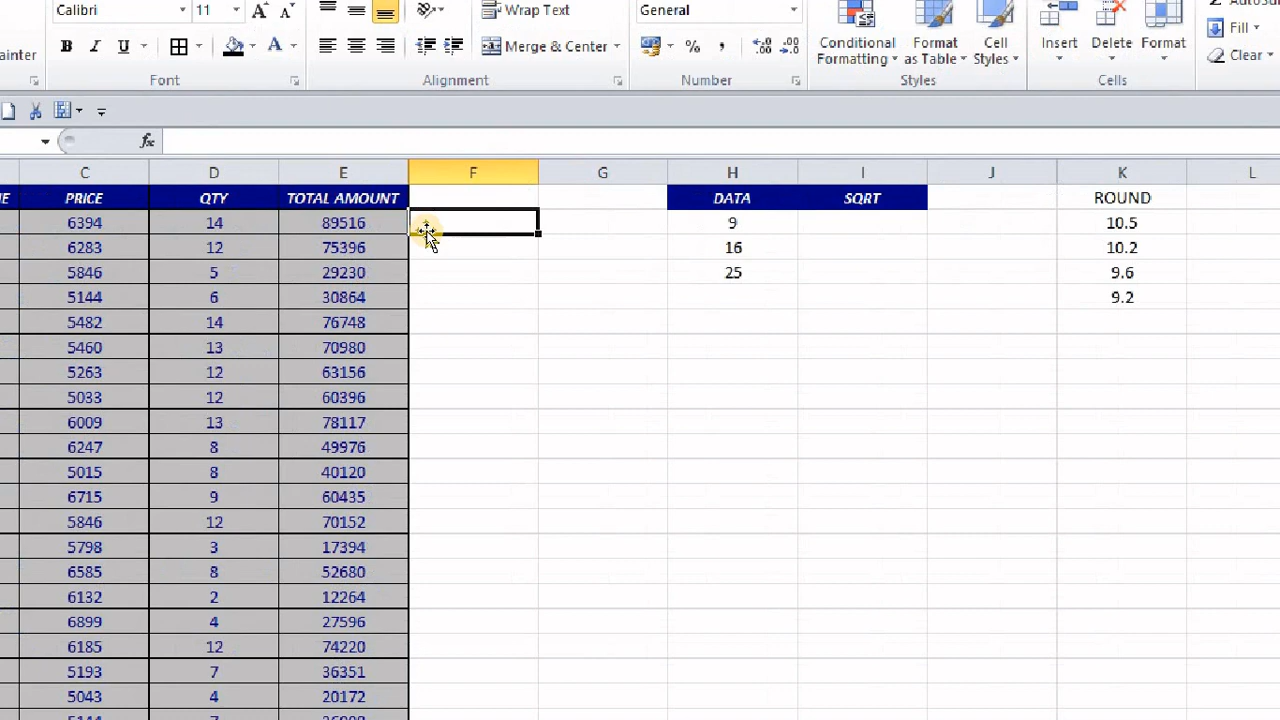 Calibri 11 A A Wrap Text General AutoSu
ainter B I U Merge & Center % , Conditional Formatting Format as Table Cell Styles Insert Delete Format Fill Clear
Font Alignment Number Styles Cells
fx
C D E F G H I J K L
E PRICE QTY TOTAL AMOUNT DATA SQRT ROUND
6394 14 89516 9 10.5
6283 12 75396 16 10.2
5846 5 29230 25 9.6
5144 6 30864 9.2
5482 14 76748
5460 13 70980
5263 12 63156
5033 12 60396
6009 13 78117
6247 8 49976
5015 8 40120
6715 9 60435
5846 12 70152
5798 3 17394
6585 8 52680
6132 2 12264
6899 4 27596
6185 12 74220
5193 7 36351
5043 4 20172